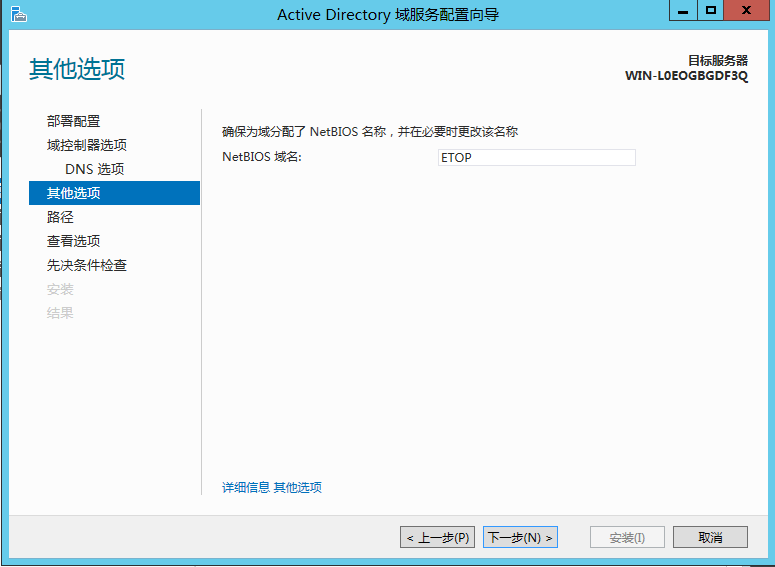 Active Directory 域服务配置向导
其他选项
目标服务器
WIN-L0EOGBGDF3Q
部署配置
域控制器选项
DNS 选项
其他选项
路径
查看选项
先决条件检查
安装
结果
确保为域分配了 NetBIOS 名称，并在必要时更改该名称
NetBIOS 域名:
ETOP
详细信息 其他选项
< 上一步(P)
下一步(N) >
安装(I)
取消